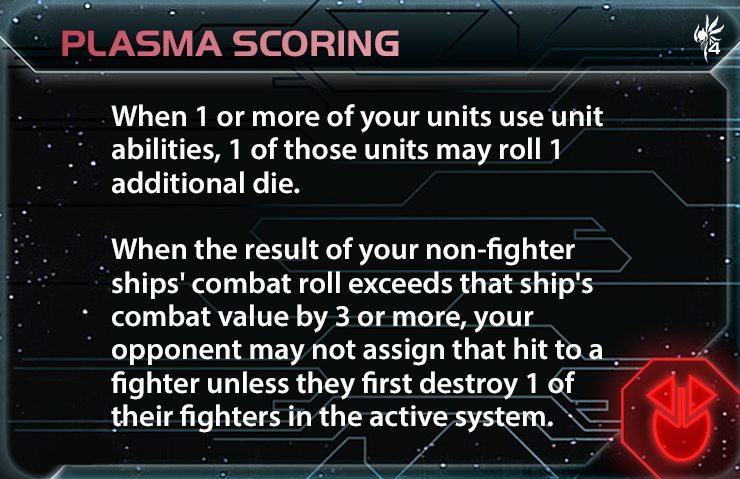 PLASMA SCORING
4
When 1 or more of your units use unit
abilities, 1 of those units may roll 1
additional die.
When the result of your non-fighter
ships' combat roll exceeds that ship's
combat value by 3 or more, your
opponent may not assign that hit to a
fighter unless they first destroy 1 of
their fighters in the active system.